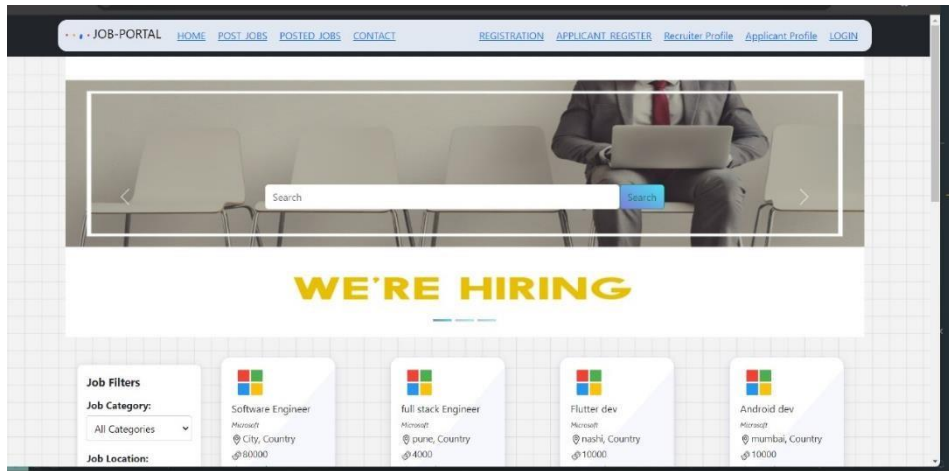 JOB-PORTAL HOME POST JOBS POSTED JOBS CONTACT REGISTRATION APPLICANT REGISTER Recruiter Profile Applicant Profile LOGIN
Search Search
WE'RE HIRING
Job Filters
Job Category:
All Categories
Job Location:
Software Engineer
Microsoft
City, Country
80000
full stack Engineer
Microsoft
pune, Country
4000
Flutter dev
Microsoft
nashi, Country
10000
Android dev
Microsoft
mumbai, Country
10000